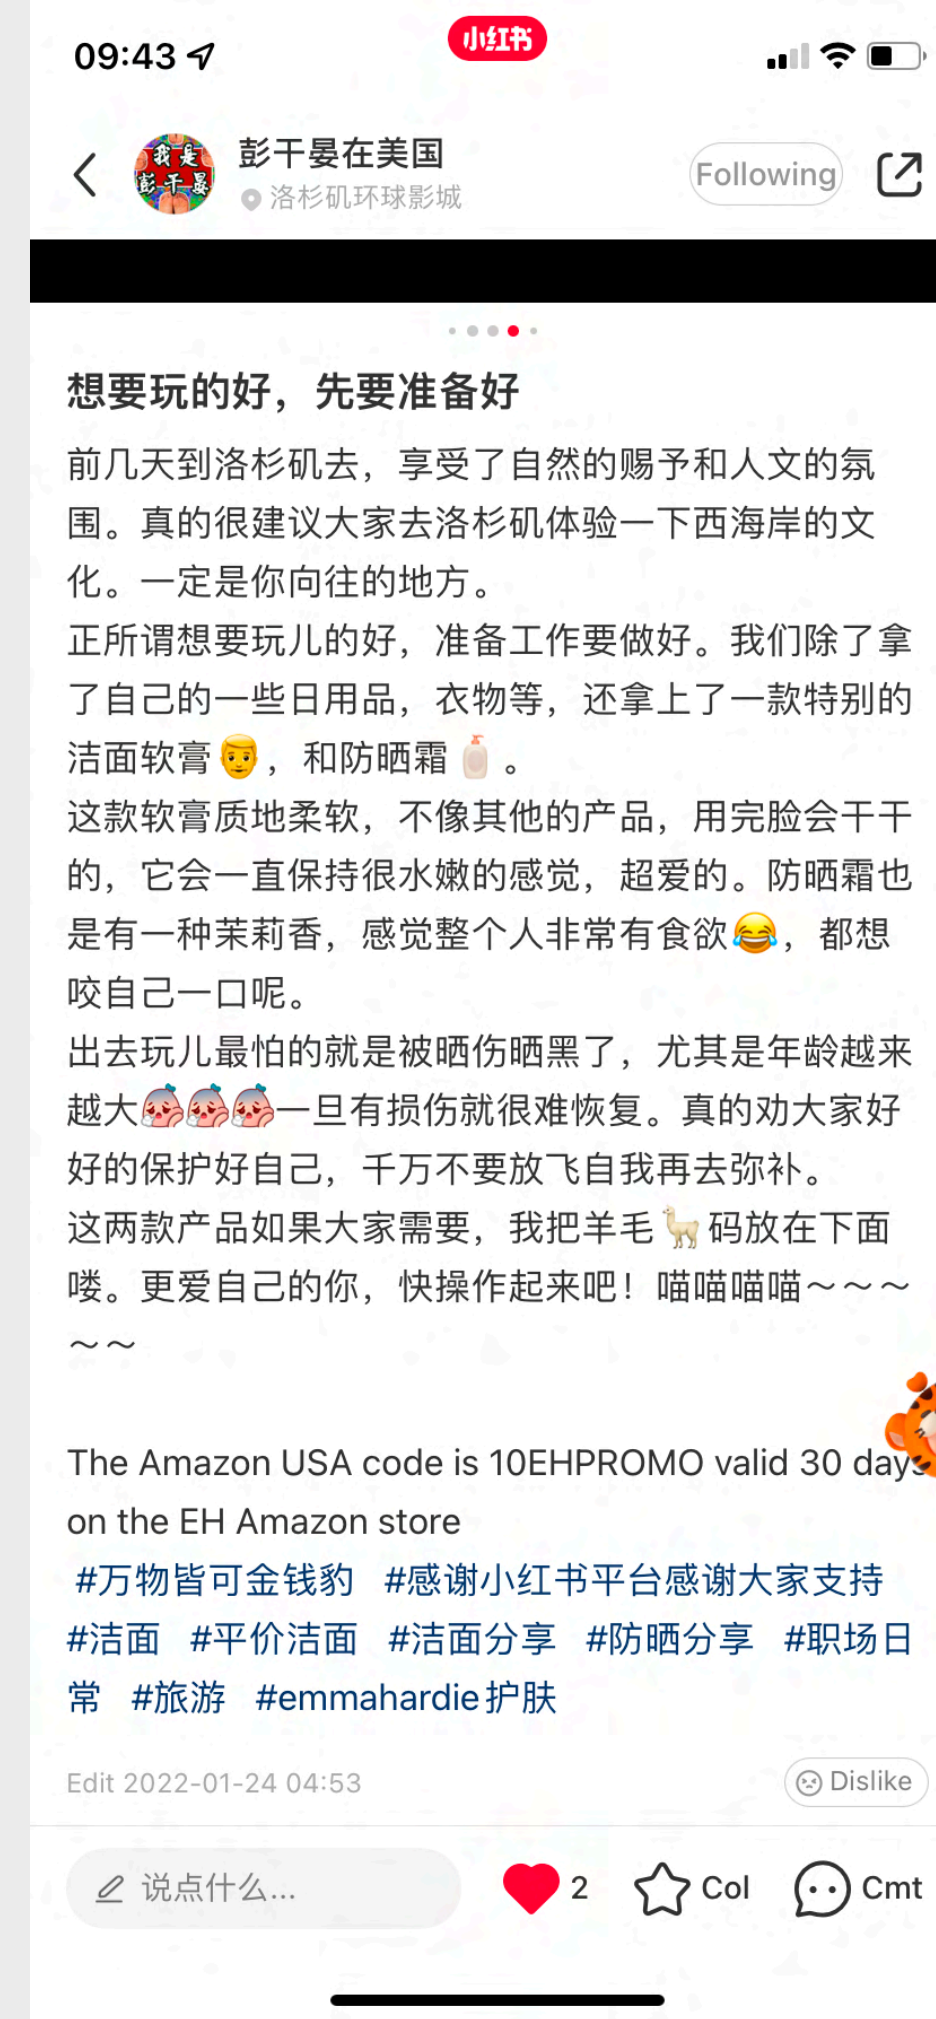 09:43
小红书
我是
彭干晏
彭干晏在美国
洛杉矶环球影城
Following
想要玩的好，先要准备好
前几天到洛杉矶去，享受了自然的赐予和人文的氛
围。真的很建议大家去洛杉矶体验一下西海岸的文
化。一定是你向往的地方。
正所谓想要玩儿的好，准备工作要做好。我们除了拿
了自己的一些日用品，衣物等，还拿上了一款特别的
洁面软膏👨，和防晒霜🧴。
这款软膏质地柔软，不像其他的产品，用完脸会干干
的，它会一直保持很水嫩的感觉，超爱的。防晒霜也
是有一种茉莉香，感觉整个人非常有食欲😂，都想
咬自己一口呢。
出去玩儿最怕的就是被晒伤晒黑了，尤其是年龄越来
越大一旦有损伤就很难恢复。真的劝大家好
好的保护好自己，千万不要放飞自我再去弥补。
这两款产品如果大家需要，我把羊毛🦙码放在下面
喽。更爱自己的你，快操作起来吧！喵喵喵喵～～～
～～
The Amazon USA code is 10EHPROMO valid 30 days
on the EH Amazon store
#万物皆可金钱豹 #感谢小红书平台感谢大家支持
#洁面 #平价洁面 #洁面分享 #防晒分享 #职场日
常 #旅游 #emmahardie护肤
Edit 2022-01-24 04:53
Dislike
说点什么...
2
Col
Cmt